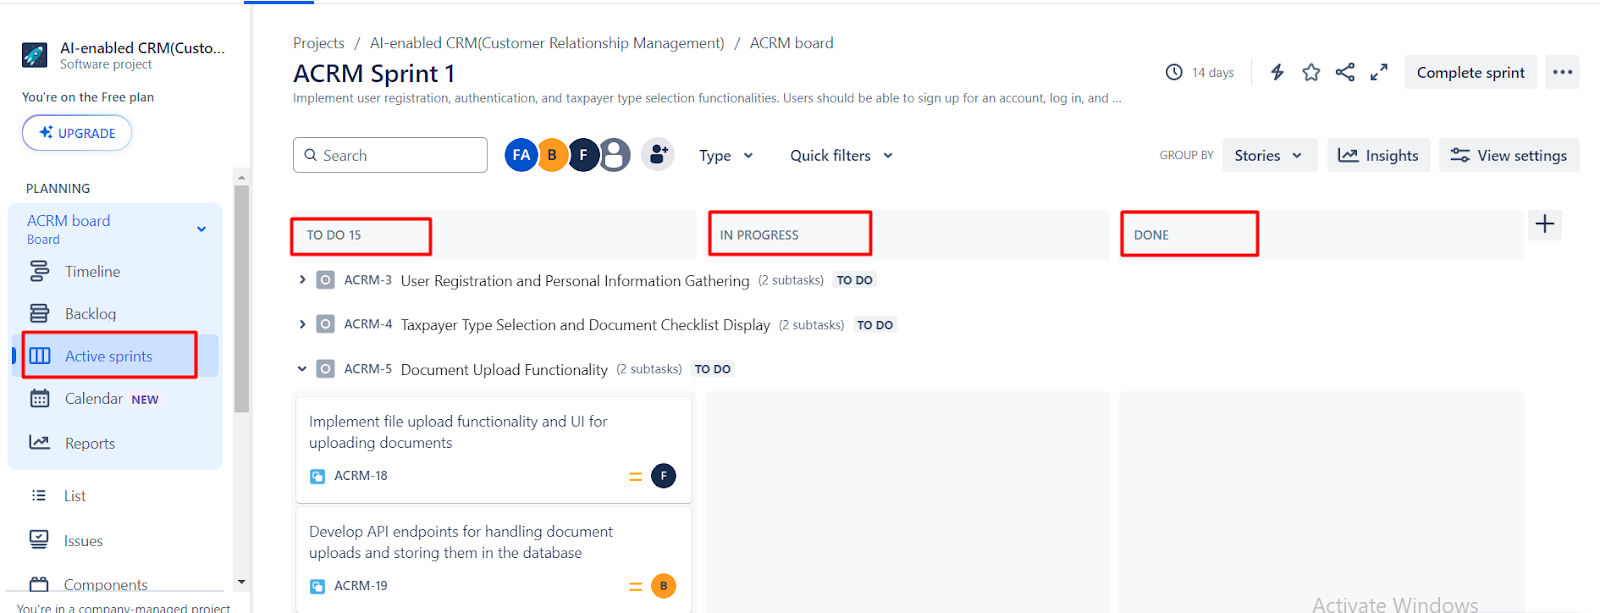 AI-enabled CRM(Custo...
Software project
You're on the Free plan
UPGRADE
PLANNING
ACRM board
Board
Timeline
Backlog
Active sprints
Calendar NEW
Reports
List
Issues
Components
You're in a company-managed project
Projects / AI-enabled CRM(Customer Relationship Management) / ACRM board
ACRM Sprint 1
14 days
Complete sprint
Implement user registration, authentication, and taxpayer type selection functionalities. Users should be able to sign up for an account, log in, and ...
Search
FA B F
Type
Quick filters
GROUP BY
Stories
Insights
View settings
TO DO 15
IN PROGRESS
DONE
ACRM-3 User Registration and Personal Information Gathering (2 subtasks) TO DO
ACRM-4 Taxpayer Type Selection and Document Checklist Display (2 subtasks) TO DO
ACRM-5 Document Upload Functionality (2 subtasks) TO DO
Implement file upload functionality and UI for
uploading documents
ACRM-18 F
Develop API endpoints for handling document
uploads and storing them in the database
ACRM-19 B
Activate Windows